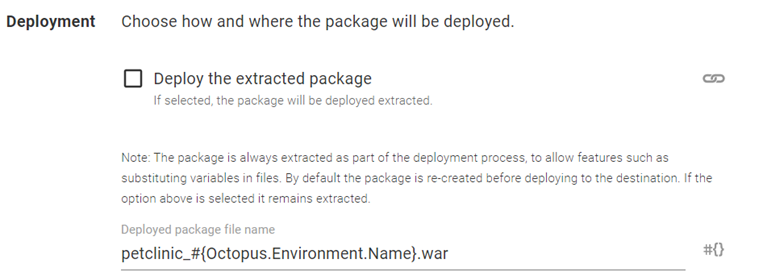 Deployment Choose how and where the package will be deployed.
Deploy the extracted package
If selected, the package will be deployed extracted.
Note: The package is always extracted as part of the deployment process, to allow features such as
substituting variables in files. By default the package is re-created before deploying to the destination. If the
option above is selected it remains extracted.
Deployed package file name
petclinic_#{Octopus.Environment.Name}.war #{}